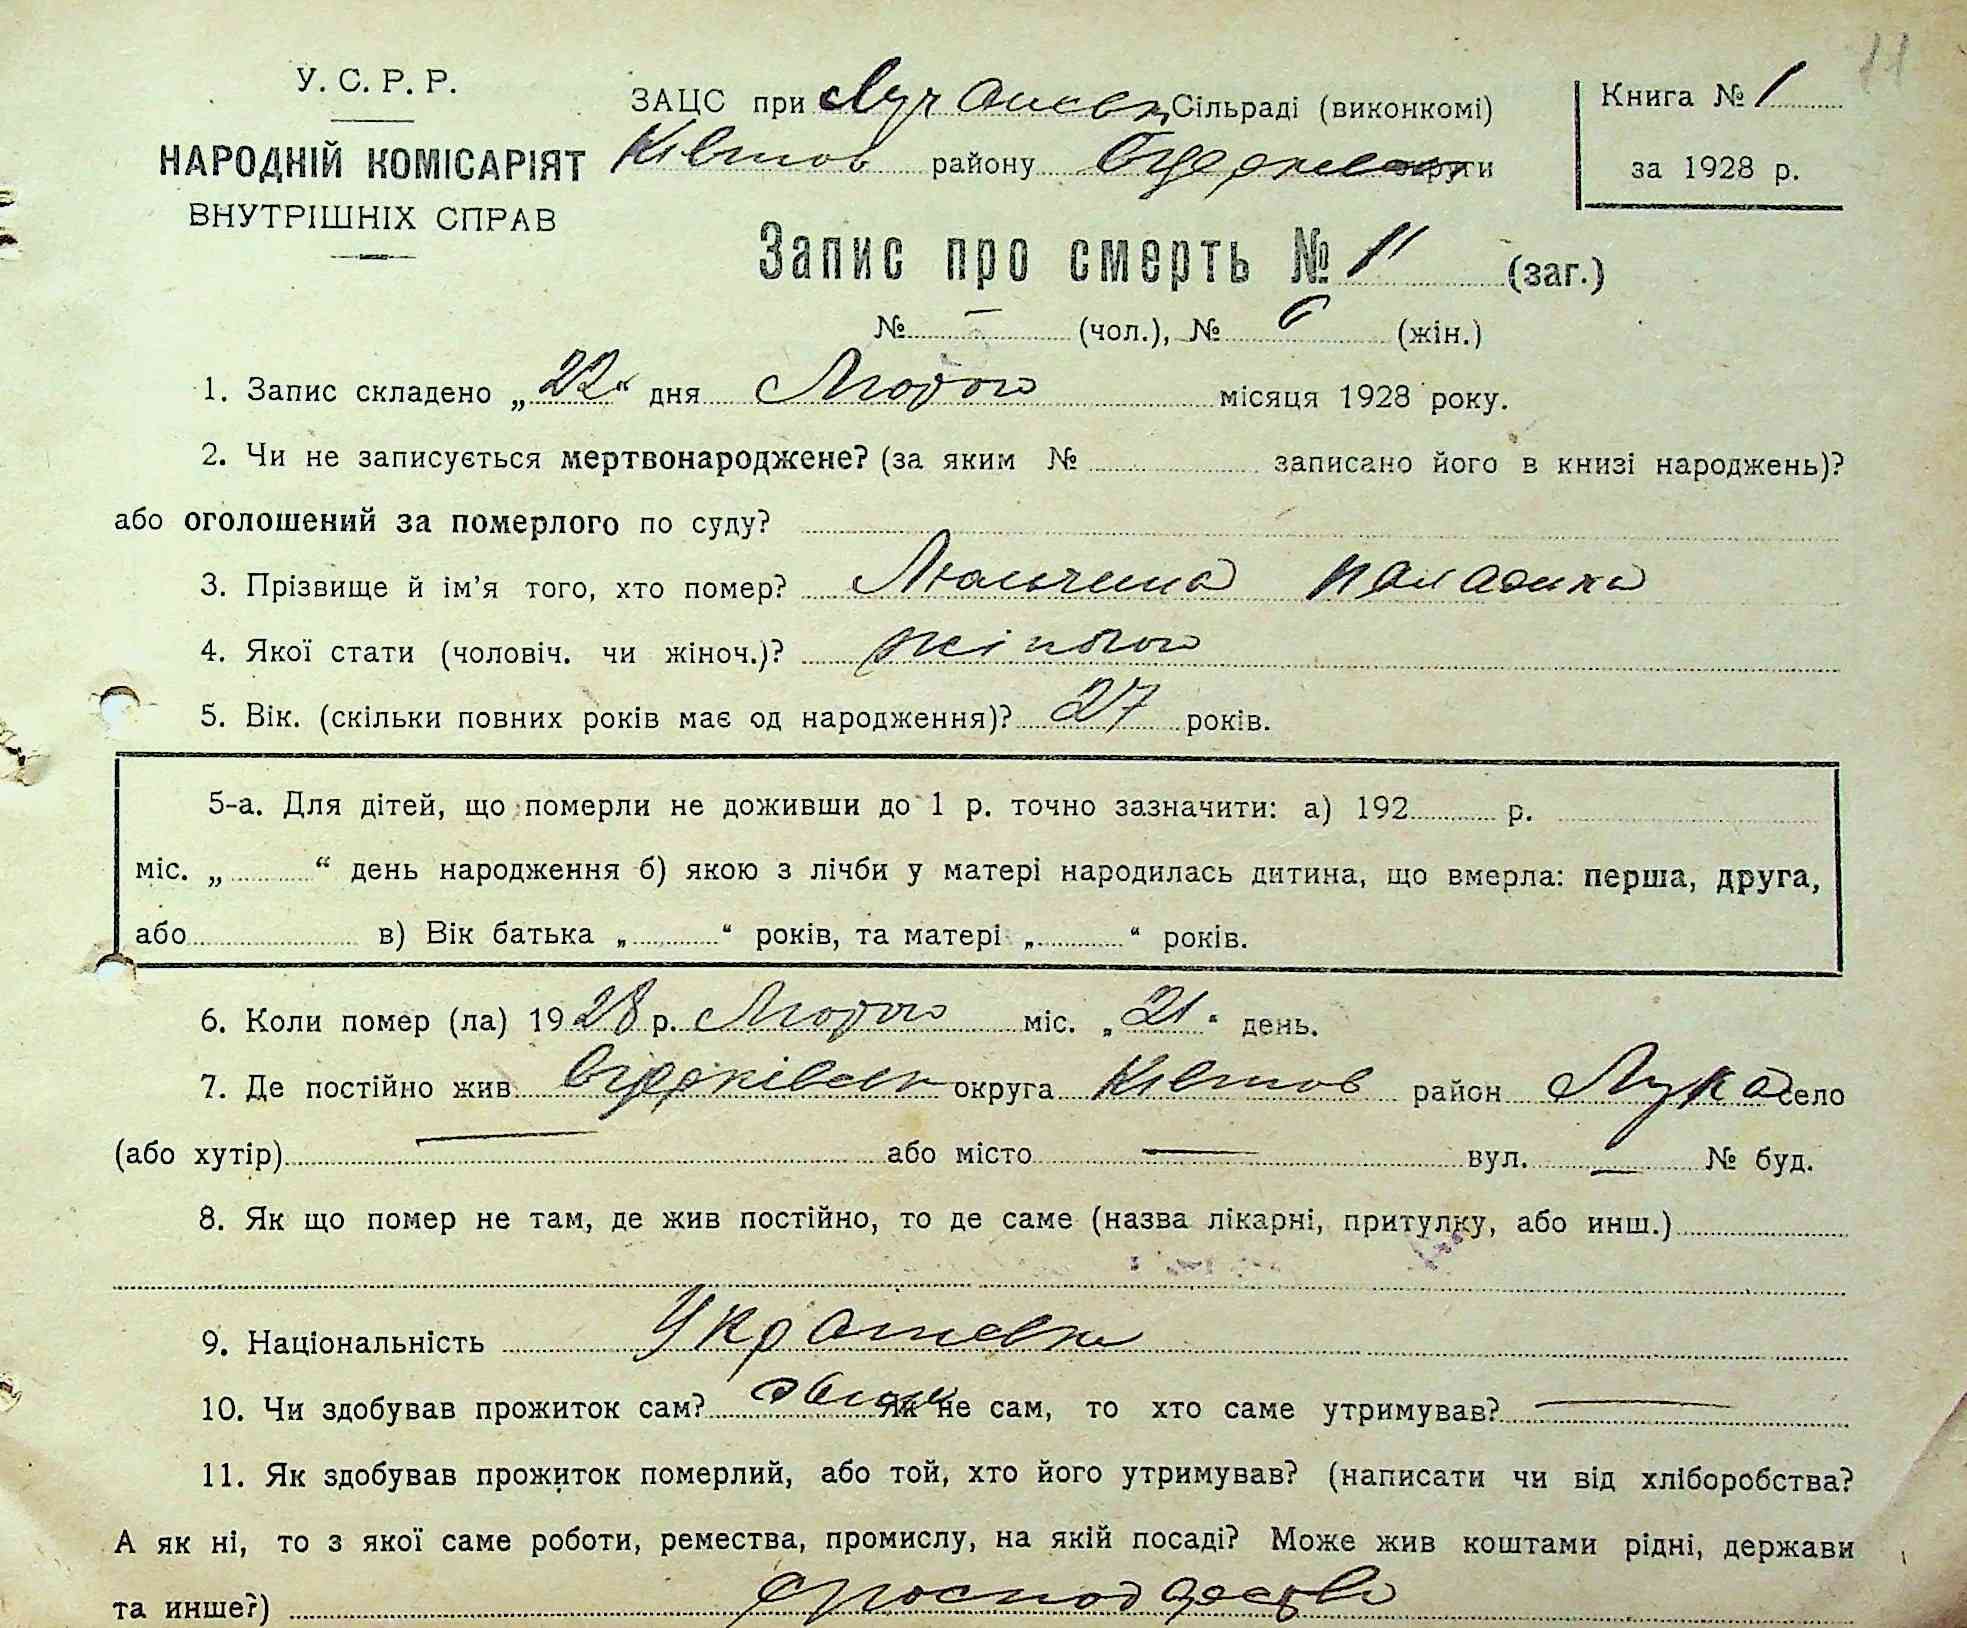 11
У. С. Р. Р.
НАРОДНІЙ КОМІСАРІЯТ
ВНУТРІШНІХ СПРАВ
ЗАЦС при Лучансък Сільраді (виконкомі)
району округи
Книга № 1
за 1928 р.
Запис про смерть № 11 (заг.)
№ — (чол.), № 6 (жін.)
1. Запис складено „22“ дня Лютого місяця 1928 року.
2. Чи не записується мертвонароджене? (за яким № записано його в книзі народжень)?
або оголошений за померлого по суду?
3. Прізвище й ім'я того, хто помер?
4. Якої стати (чоловіч. чи жіноч.)? жіночою
5. Вік. (скільки повних років має од народження)? 27 років.
5-а. Для дітей, що померли не доживши до 1 р. точно зазначити: а) 192 р.
міс. „ “ день народження б) якою з лічби у матері народилась дитина, що вмерла: перша, друга,
або в) Вік батька „ “ років, та матері „ “ років.
6. Коли помер (ла) 1928 р. Лютого міс. „21“ день.
7. Де постійно жив округа район Лука село
(або хутір) — або місто — вул. — № буд.
8. Як що помер не там, де жив постійно, то де саме (назва лікарні, притулку, або инш.)
9. Національність Украинка
10. Чи здобував прожиток сам? Як не сам, то хто саме утримував? —
11. Як здобував прожиток померлий, або той, хто його утримував? (написати чи від хліборобства?
А як ні, то з якої саме роботи, ремества, промислу, на якій посаді? Може жив коштами рідні, держави
та инше?)